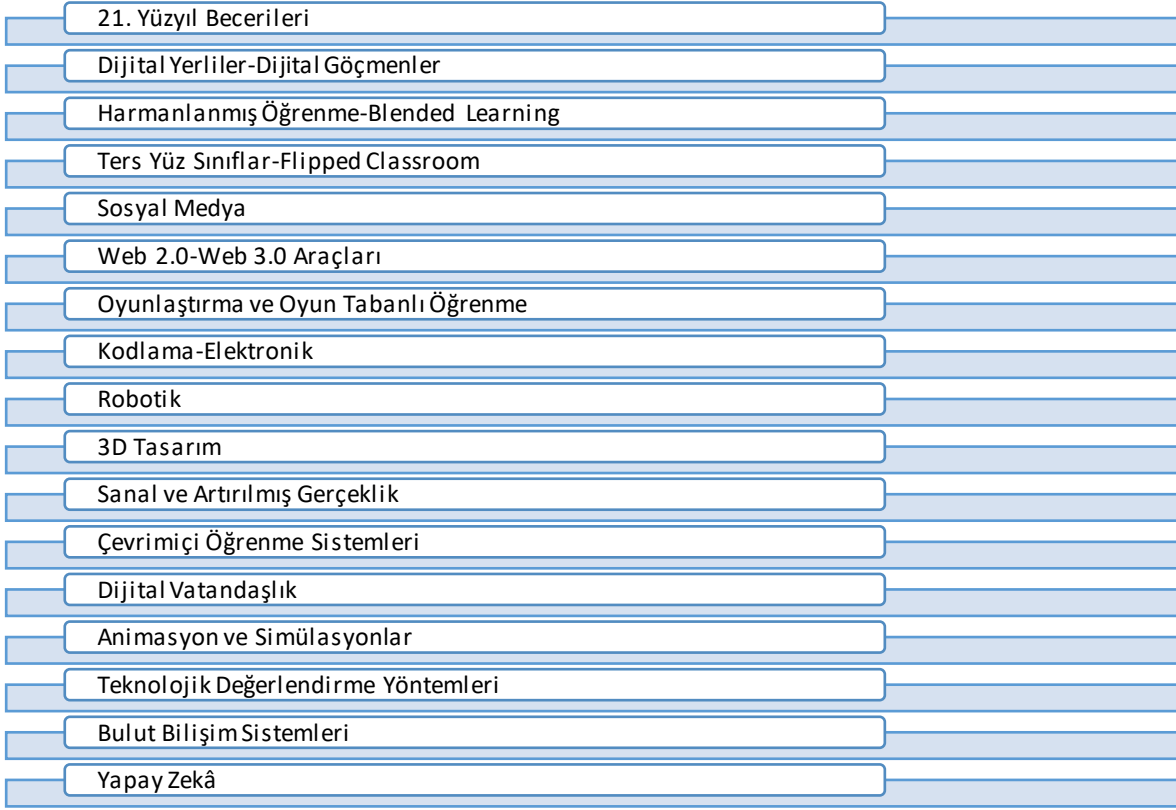 21. Yüzyıl Becerileri
Dijital Yerliler-Dijital Göçmenler
Harmanlanmış Öğrenme-Blended Learning
Ters Yüz Sınıflar-Flipped Classroom
Sosyal Medya
Web 2.0-Web 3.0 Araçları
Oyunlaştırma ve Oyun Tabanlı Öğrenme
Kodlama-Elektronik
Robotik
3D Tasarım
Sanal ve Artırılmış Gerçeklik
Çevrimiçi Öğrenme Sistemleri
Dijital Vatandaşlık
Animasyon ve Simülasyonlar
Teknolojik Değerlendirme Yöntemleri
Bulut Bilişim Sistemleri
Yapay Zekâ